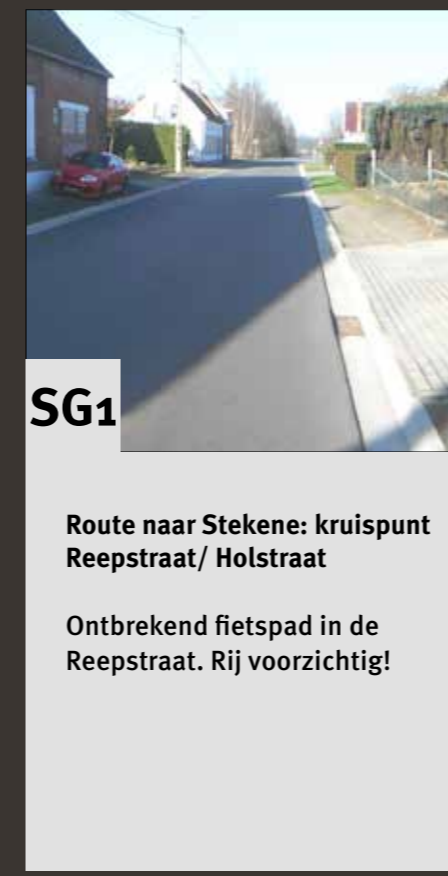 SG1
Route naar Stekene: kruispunt
Reepstraat/ Holstraat
Ontbrekend fietspad in de
Reepstraat. Rij voorzichtig!